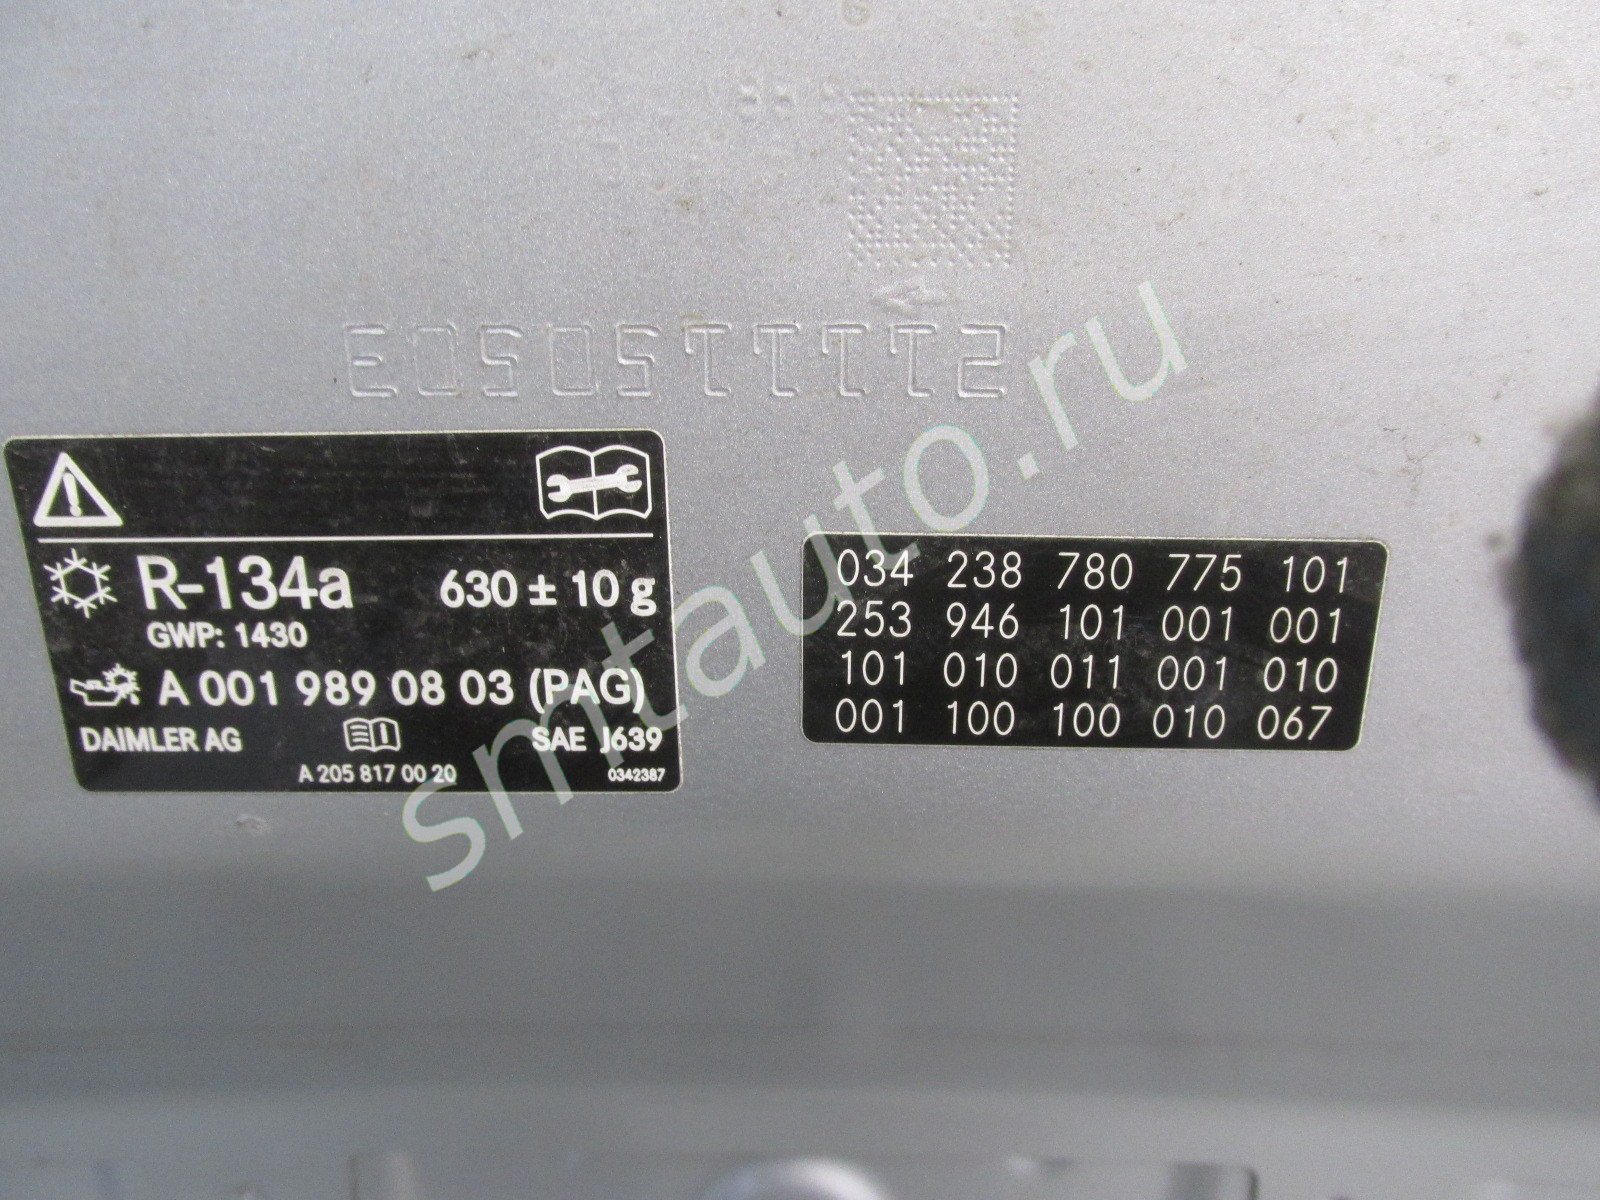 R-134a 630 ± 10 g
GWP: 1430
A 001 989 08 03 (PAG)
DAIMLER AG SAE J639
A 205 817 00 20 0342387
034 238 780 775 101
253 946 101 001 001
101 010 011 001 010
001 100 100 010 067
smtauto.ru